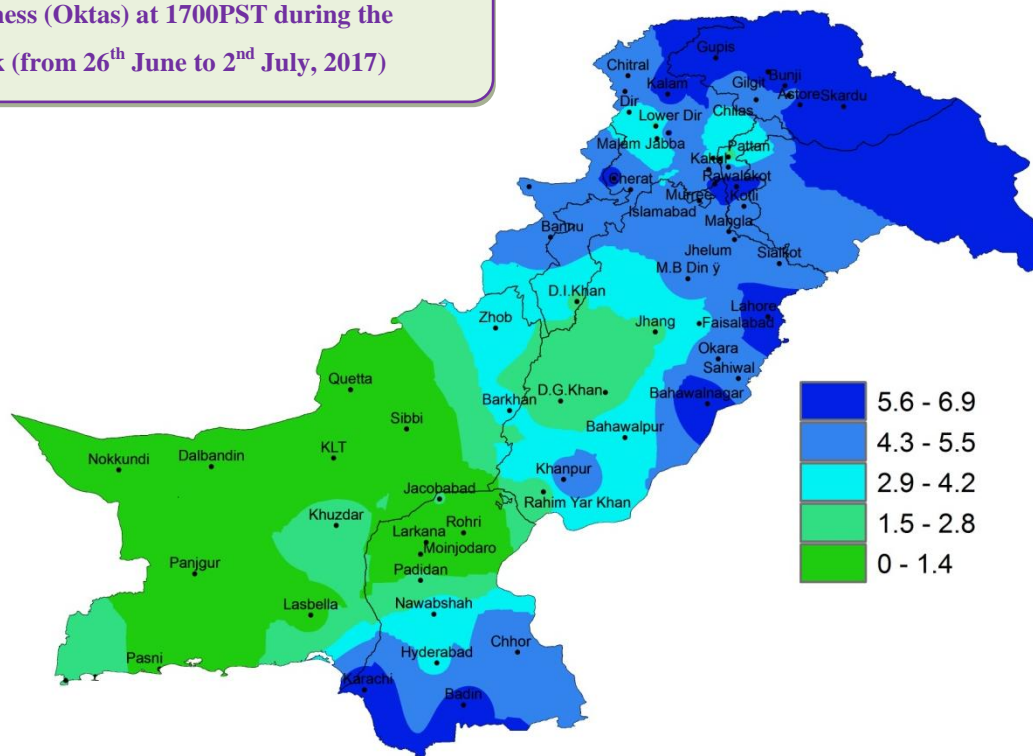 ness (Oktas) at 1700PST during the
k (from 26th June to 2nd July, 2017)
Gupis
Chitral
Bunji
Kalam
Gilgit
Astore
Skardu
Dir
Chilas
Lower Dir
Malam Jabba
Pattan
Kakul
Cherat
Rawalakot
Murree
Kotli
Islamabad
Mangla
Bannu
Jhelum
Sialkot
M.B Din ÿ
D.I.Khan
Lahore
Zhob
Jhang
Faisalabad
Okara
Sahiwal
Quetta
D.G.Khan
Bahawalnagar
Barkhan
Sibbi
Bahawalpur
Nokkundi
Dalbandin
KLT
Khanpur
Jacobabad
Rahim Yar Khan
Khuzdar
Rohri
Larkana
Moinjodaro
Panjgur
Padidan
Lasbella
Nawabshah
Chhor
Pasni
Hyderabad
Karachi
Badin
5.6 - 6.9
4.3 - 5.5
2.9 - 4.2
1.5 - 2.8
0 - 1.4